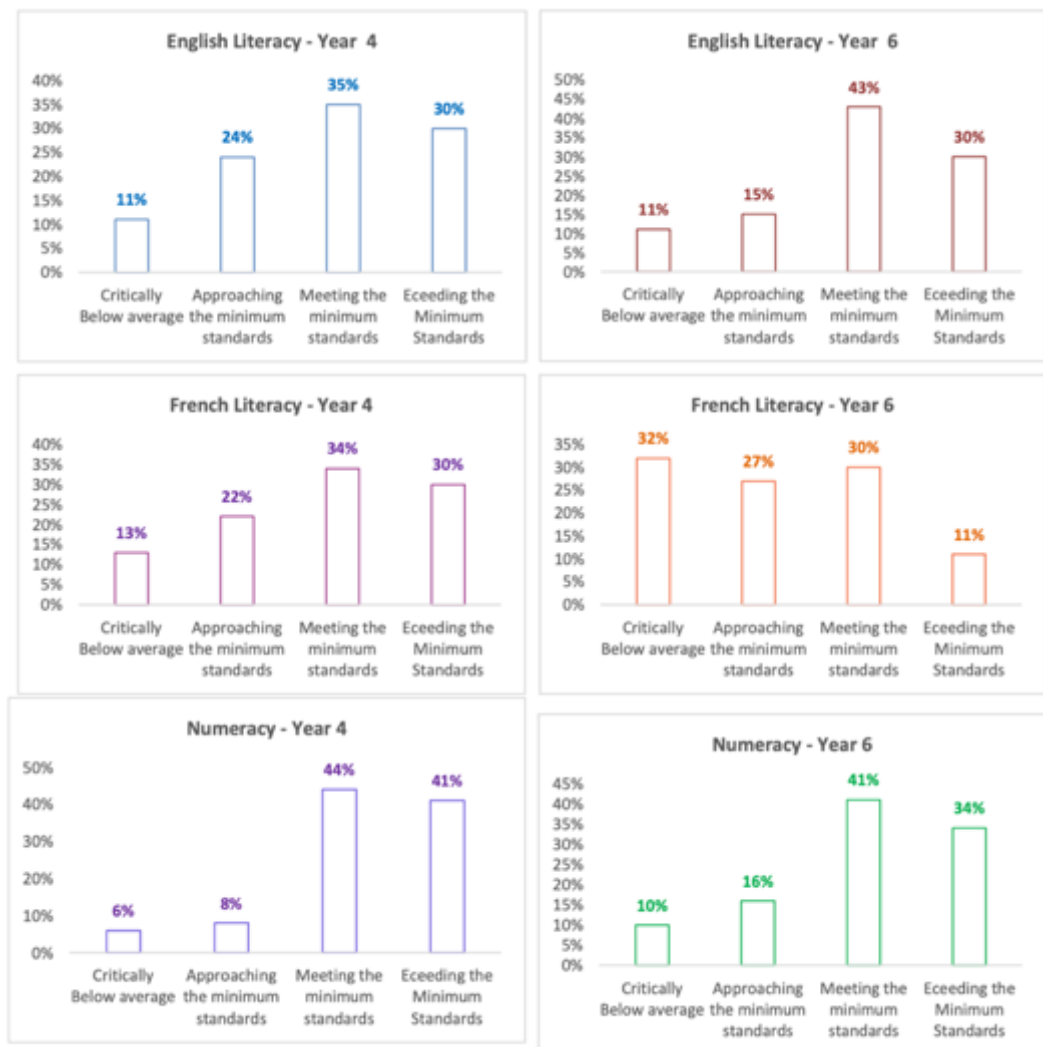 English Literacy - Year 4
40%
35%
30%
25%
20%
15%
10%
5%
0%
11%
24%
35%
30%
Critically Below average
Approaching the minimum standards
Meeting the minimum standards
Eceeding the Minimum Standards
English Literacy - Year 6
50%
45%
40%
35%
30%
25%
20%
15%
10%
5%
0%
11%
15%
43%
30%
Critically Below average
Approaching the minimum standards
Meeting the minimum standards
Eceeding the Minimum Standards
French Literacy - Year 4
40%
35%
30%
25%
20%
15%
10%
5%
0%
13%
22%
34%
30%
Critically Below average
Approaching the minimum standards
Meeting the minimum standards
Eceeding the Minimum Standards
French Literacy - Year 6
35%
30%
25%
20%
15%
10%
5%
0%
32%
27%
30%
11%
Critically Below average
Approaching the minimum standards
Meeting the minimum standards
Eceeding the Minimum Standards
Numeracy - Year 4
50%
40%
30%
20%
10%
0%
6%
8%
44%
41%
Critically Below average
Approaching the minimum standards
Meeting the minimum standards
Eceeding the Minimum Standards
Numeracy - Year 6
45%
40%
35%
30%
25%
20%
15%
10%
5%
0%
10%
16%
41%
34%
Critically Below average
Approaching the minimum standards
Meeting the minimum standards
Eceeding the Minimum Standards